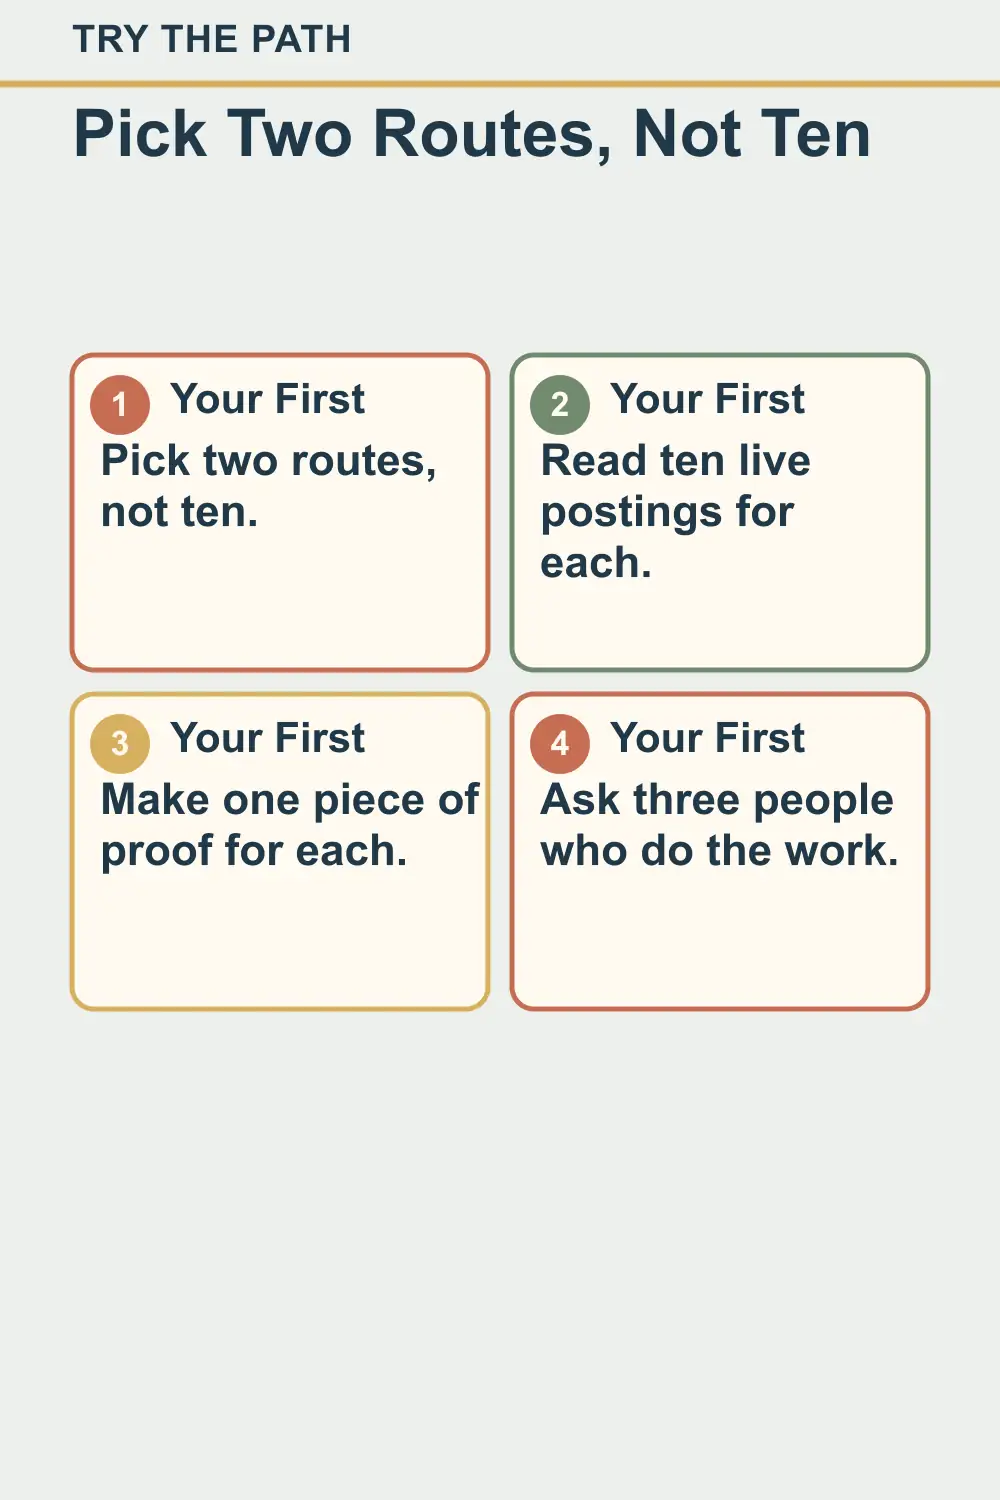 TRY THE PATH
Pick Two Routes, Not Ten
1 Your First
Pick two routes,
not ten.
2 Your First
Read ten live
postings for
each.
3 Your First
Make one piece of
proof for each.
4 Your First
Ask three people
who do the work.